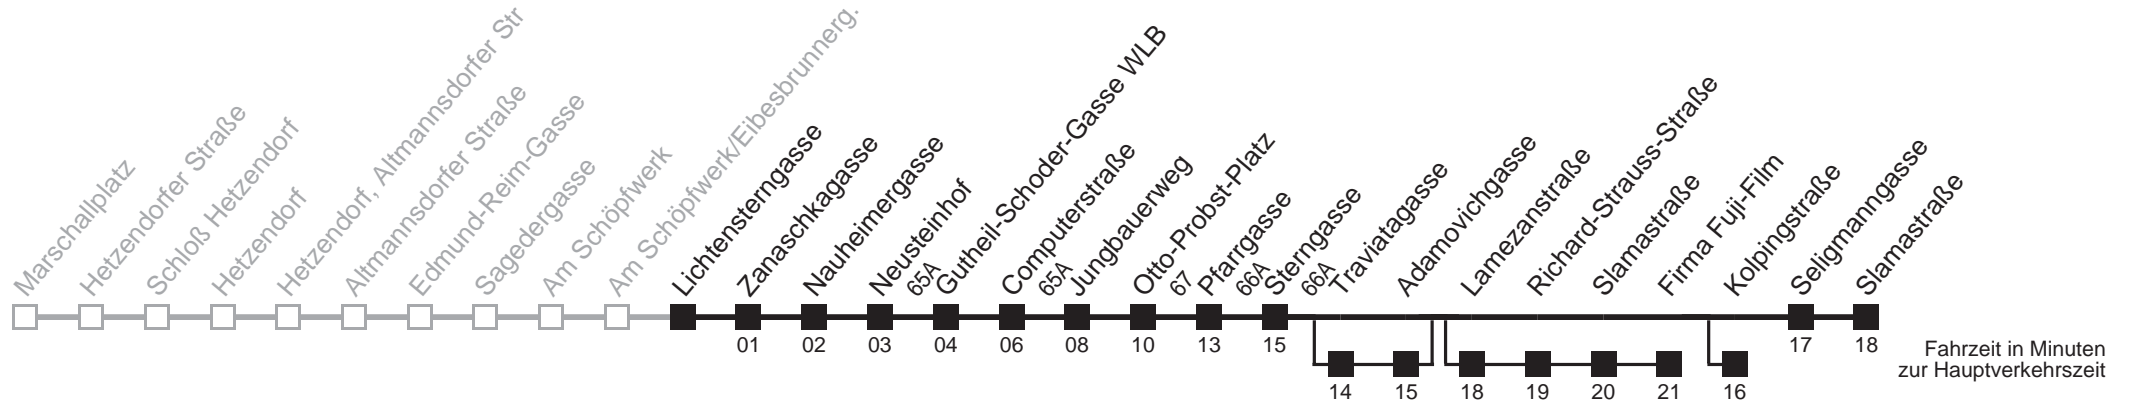 Marschallplatz
Hetzendorfer Straße
Schloß Hetzendorf
Hetzendorf
Hetzendorf, Altmannsdorfer Str
Altmannsdorfer Straße
Edmund-Reim-Gasse
Sagedergasse
Am Schöpfwerk
Am Schöpfwerk/Eibesbrunnerg.
Lichtensterngasse
Zanaschkagasse
Nauheimergasse
Neusteinhof
65A
Gutheil-Schoder-Gasse WLB
Computerstraße
65A
Jungbauerweg
Otto-Probst-Platz
67
Pfarrgasse
66A
Sterngasse
66A
Traviatagasse
Adamovichgasse
Lamezanstraße
Richard-Strauss-Straße
Slamastraße
Firma Fuji-Film
Kolpingstraße
Seligmanngasse
Slamastraße
01 02 03 04 06 08 10 13 15 17 18
14 15 18 19 20 21 16
Fahrzeit in Minuten
zur Hauptverkehrszeit